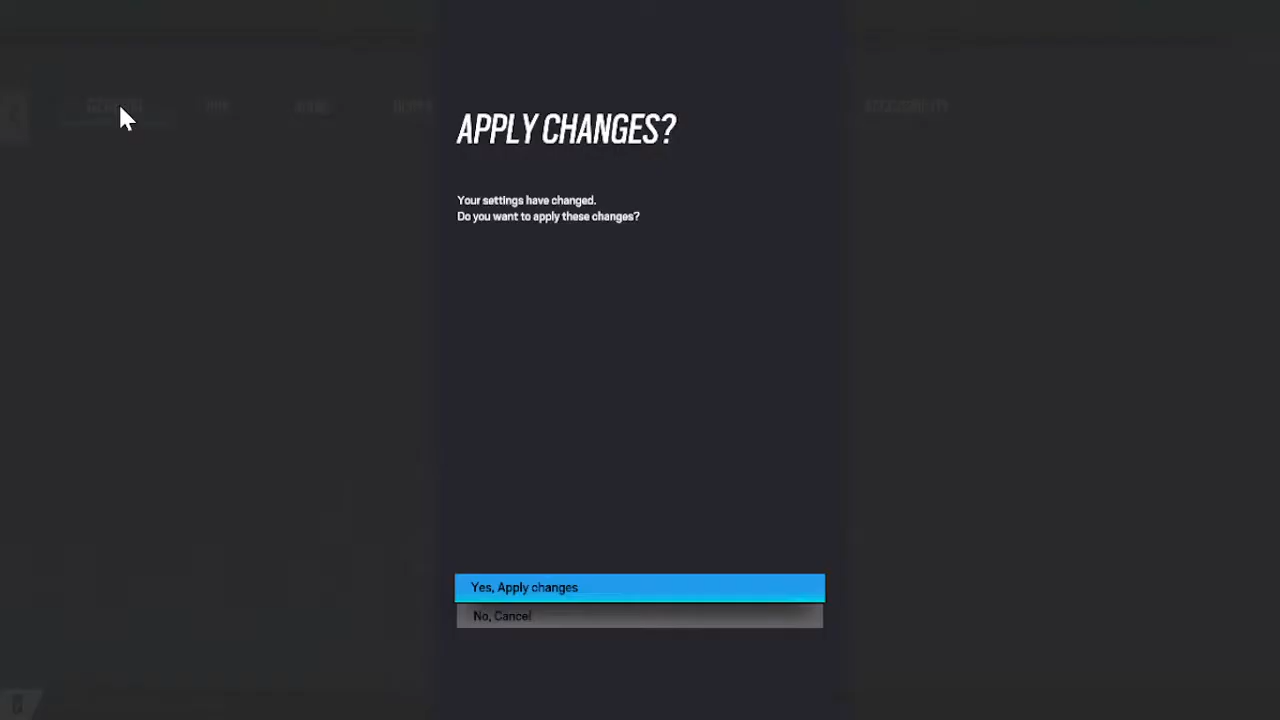 APPLY CHANGES?
Your settings have changed.
Do you want to apply these changes?
Yes, Apply changes
No, Cancel